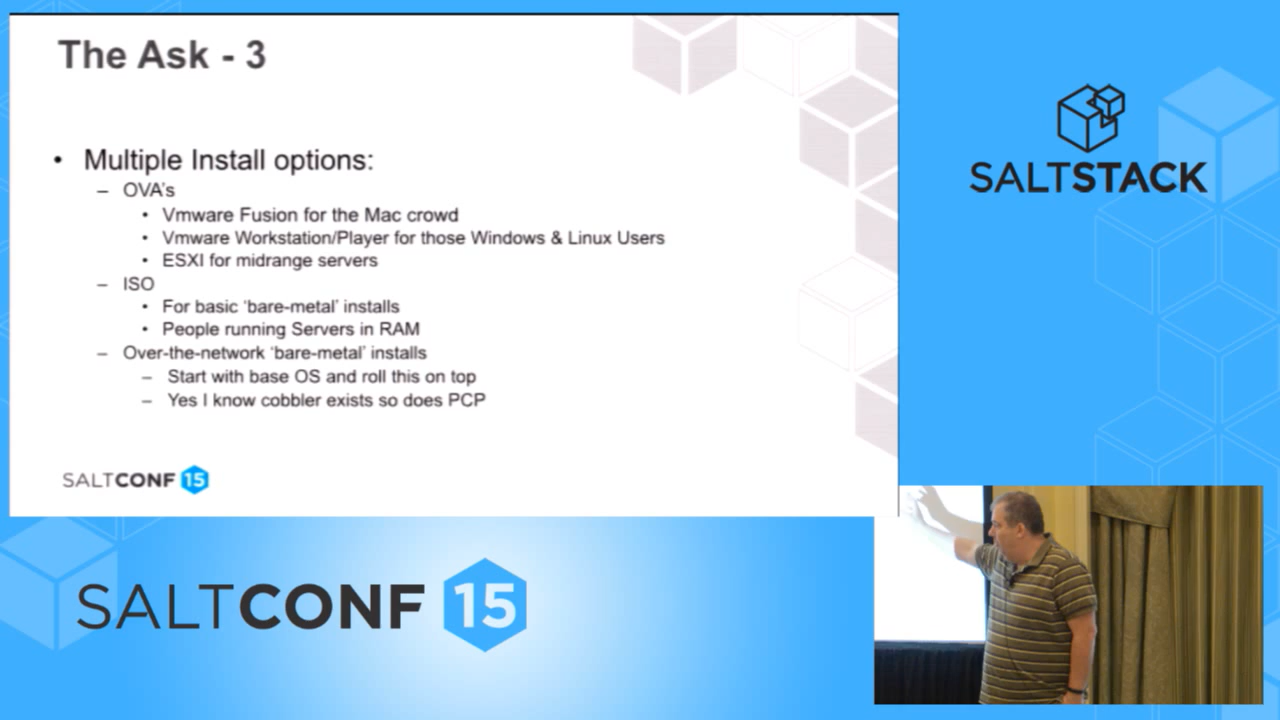 The Ask - 3
• Multiple Install options:
– OVA's
• Vmware Fusion for the Mac crowd
• Vmware Workstation/Player for those Windows & Linux Users
• ESXI for midrange servers
– ISO
• For basic 'bare-metal' installs
• People running Servers in RAM
– Over-the-network 'bare-metal' installs
– Start with base OS and roll this on top
– Yes I know cobbler exists so does PCP
SALTCONF 15
SALTSTACK
SALTCONF 15